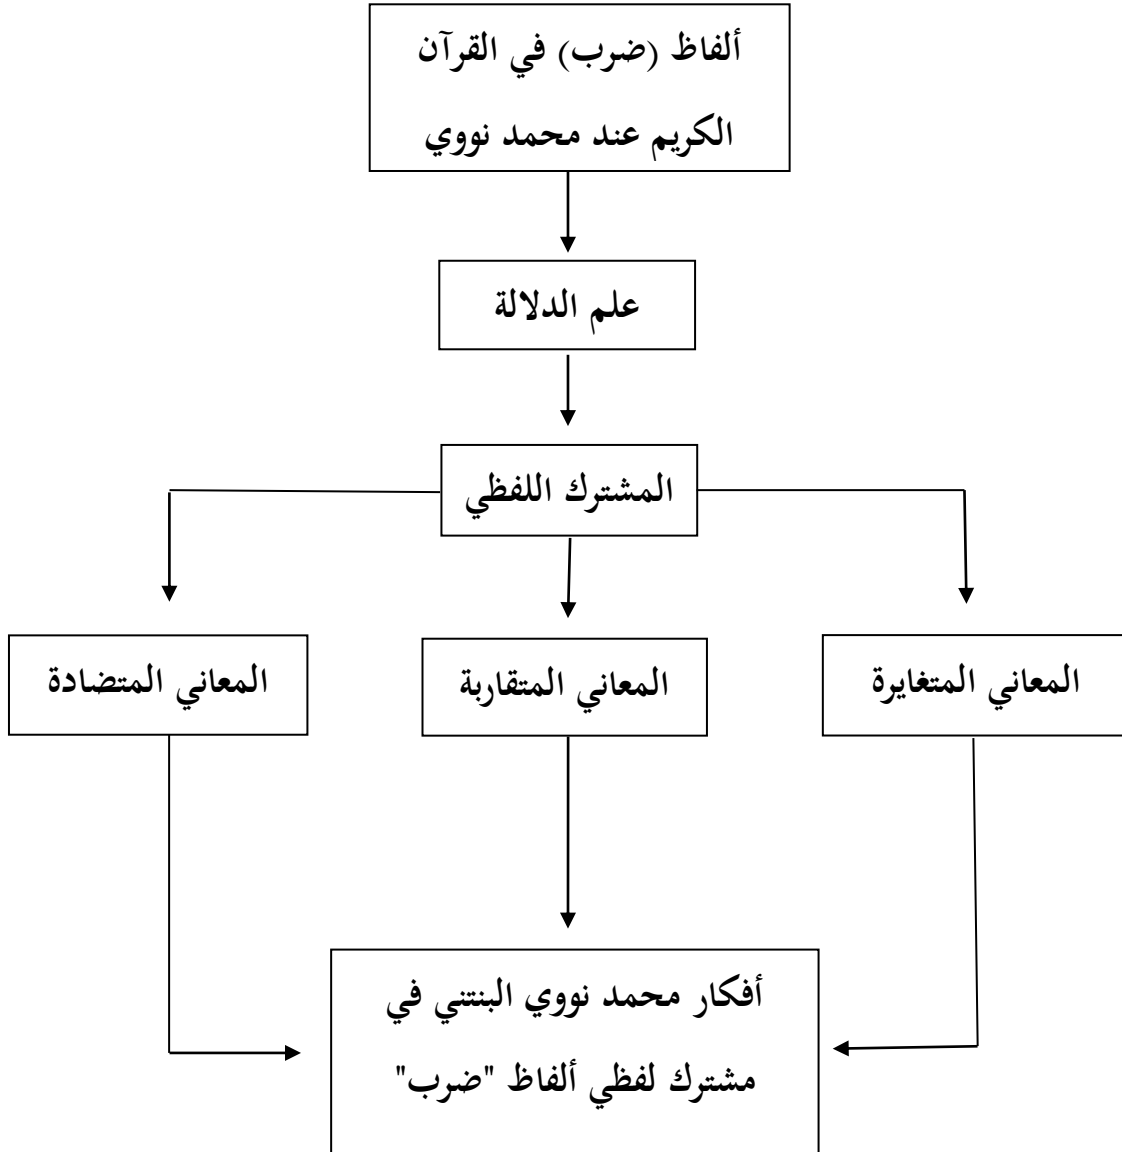 ألفاظ (ضرب) في القرآن
الكريم عند محمد نووي
علم الدلالة
المشترك اللفظي
المعاني المتغايرة
المعاني المتقاربة
المعاني المتضادة
أفكار محمد نووي البنتني في
مشترك لفظي ألفاظ "ضرب"